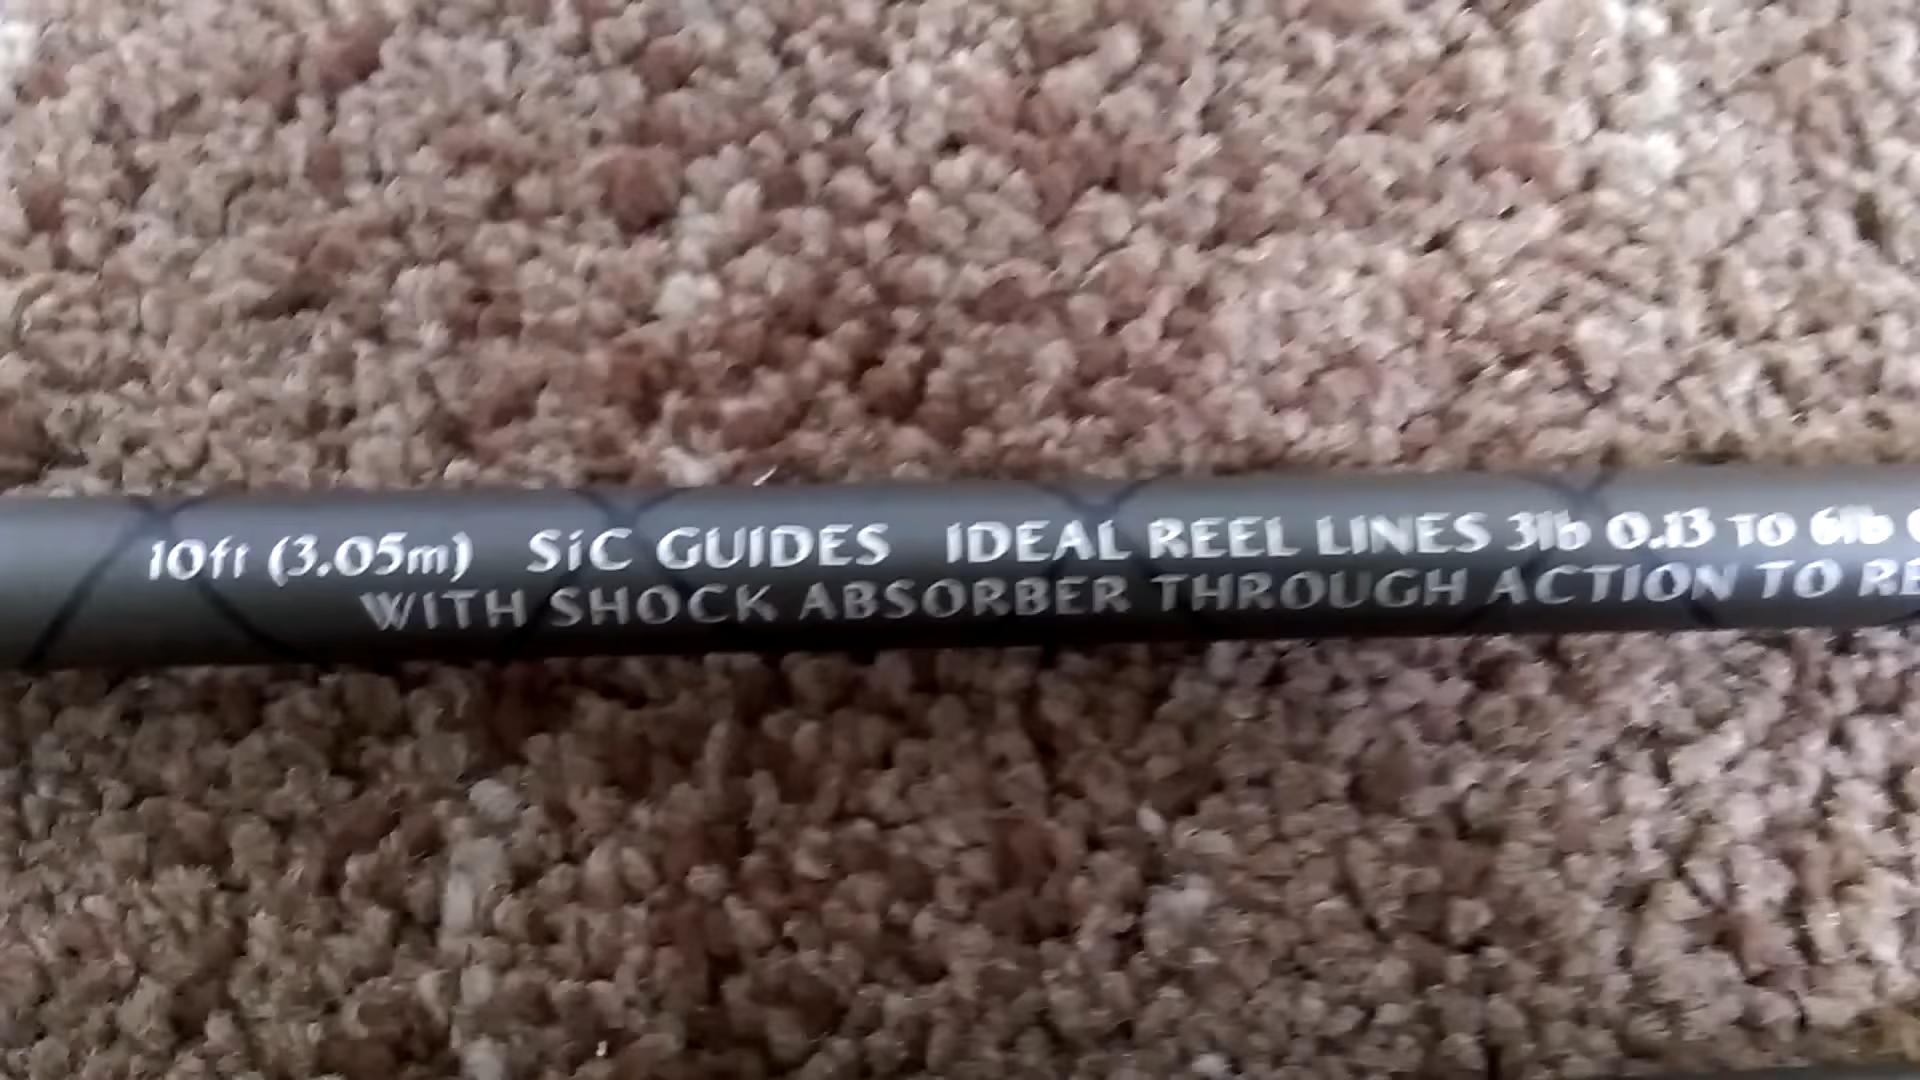 10ft (3.05m) SiC GUIDES IDEAL REEL LINES 3lb 0.13 TO 6lb
WITH SHOCK ABSORBER THROUGH ACTION TO